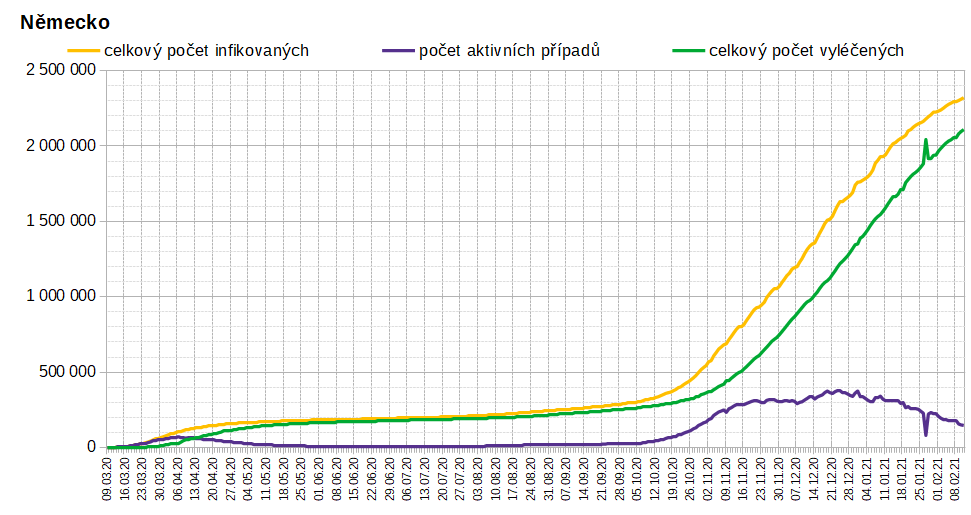 Německo
celkový počet infikovaných počet aktivních případů celkový počet vyléčených
2 500 000
2 000 000
1 500 000
1 000 000
500 000
0
09.03.20 16.03.20 23.03.20 30.03.20 06.04.20 13.04.20 20.04.20 27.04.20 04.05.20 11.05.20 18.05.20 25.05.20 01.06.20 08.06.20 15.06.20 22.06.20 29.06.20 06.07.20 13.07.20 20.07.20 27.07.20 03.08.20 10.08.20 17.08.20 24.08.20 31.08.20 07.09.20 14.09.20 21.09.20 28.09.20 05.10.20 12.10.20 19.10.20 26.10.20 02.11.20 09.11.20 16.11.20 23.11.20 30.11.20 07.12.20 14.12.20 21.12.20 28.12.20 04.01.21 11.01.21 18.01.21 25.01.21 01.02.21 08.02.21